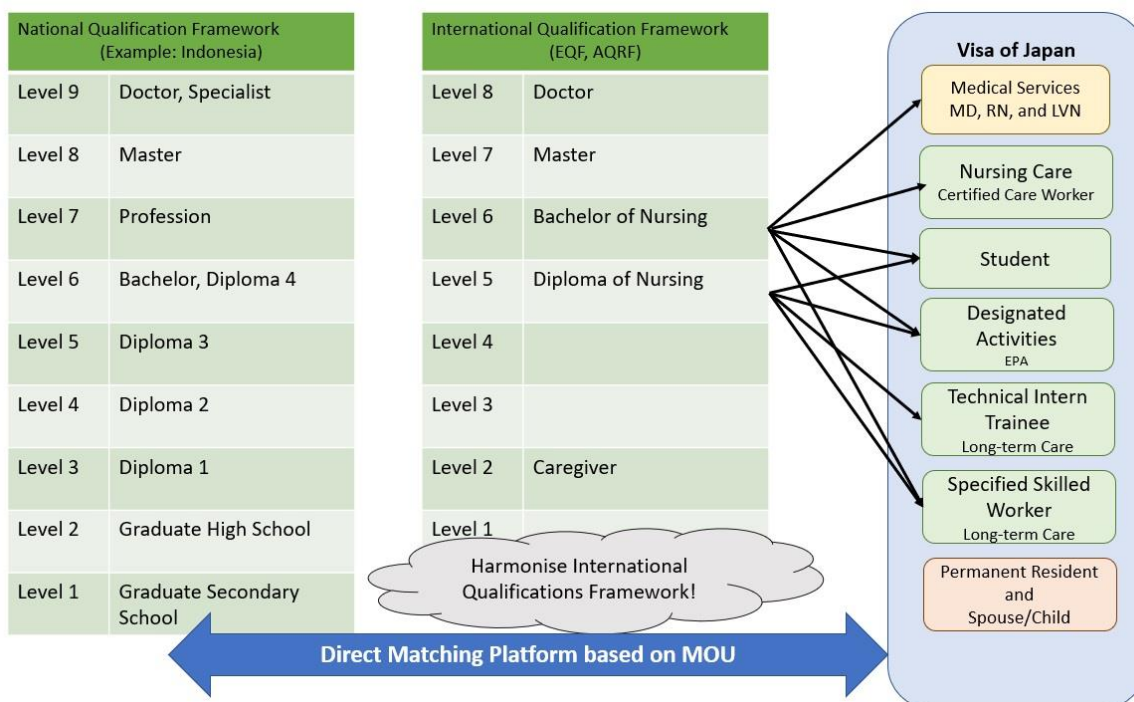 National Qualification Framework
(Example: Indonesia)
Level 9 Doctor, Specialist
Level 8 Master
Level 7 Profession
Level 6 Bachelor, Diploma 4
Level 5 Diploma 3
Level 4 Diploma 2
Level 3 Diploma 1
Level 2 Graduate High School
Level 1 Graduate Secondary
School
International Qualification Framework
(EQF, AQRF)
Level 8 Doctor
Level 7 Master
Level 6 Bachelor of Nursing
Level 5 Diploma of Nursing
Level 4
Level 3
Level 2 Caregiver
Level 1
Harmonise International
Qualifications Framework!
Visa of Japan
Medical Services
MD, RN, and LVN
Nursing Care
Certified Care Worker
Student
Designated
Activities
EPA
Technical Intern
Trainee
Long-term Care
Specified Skilled
Worker
Long-term Care
Permanent Resident
and
Spouse/Child
Direct Matching Platform based on MOU